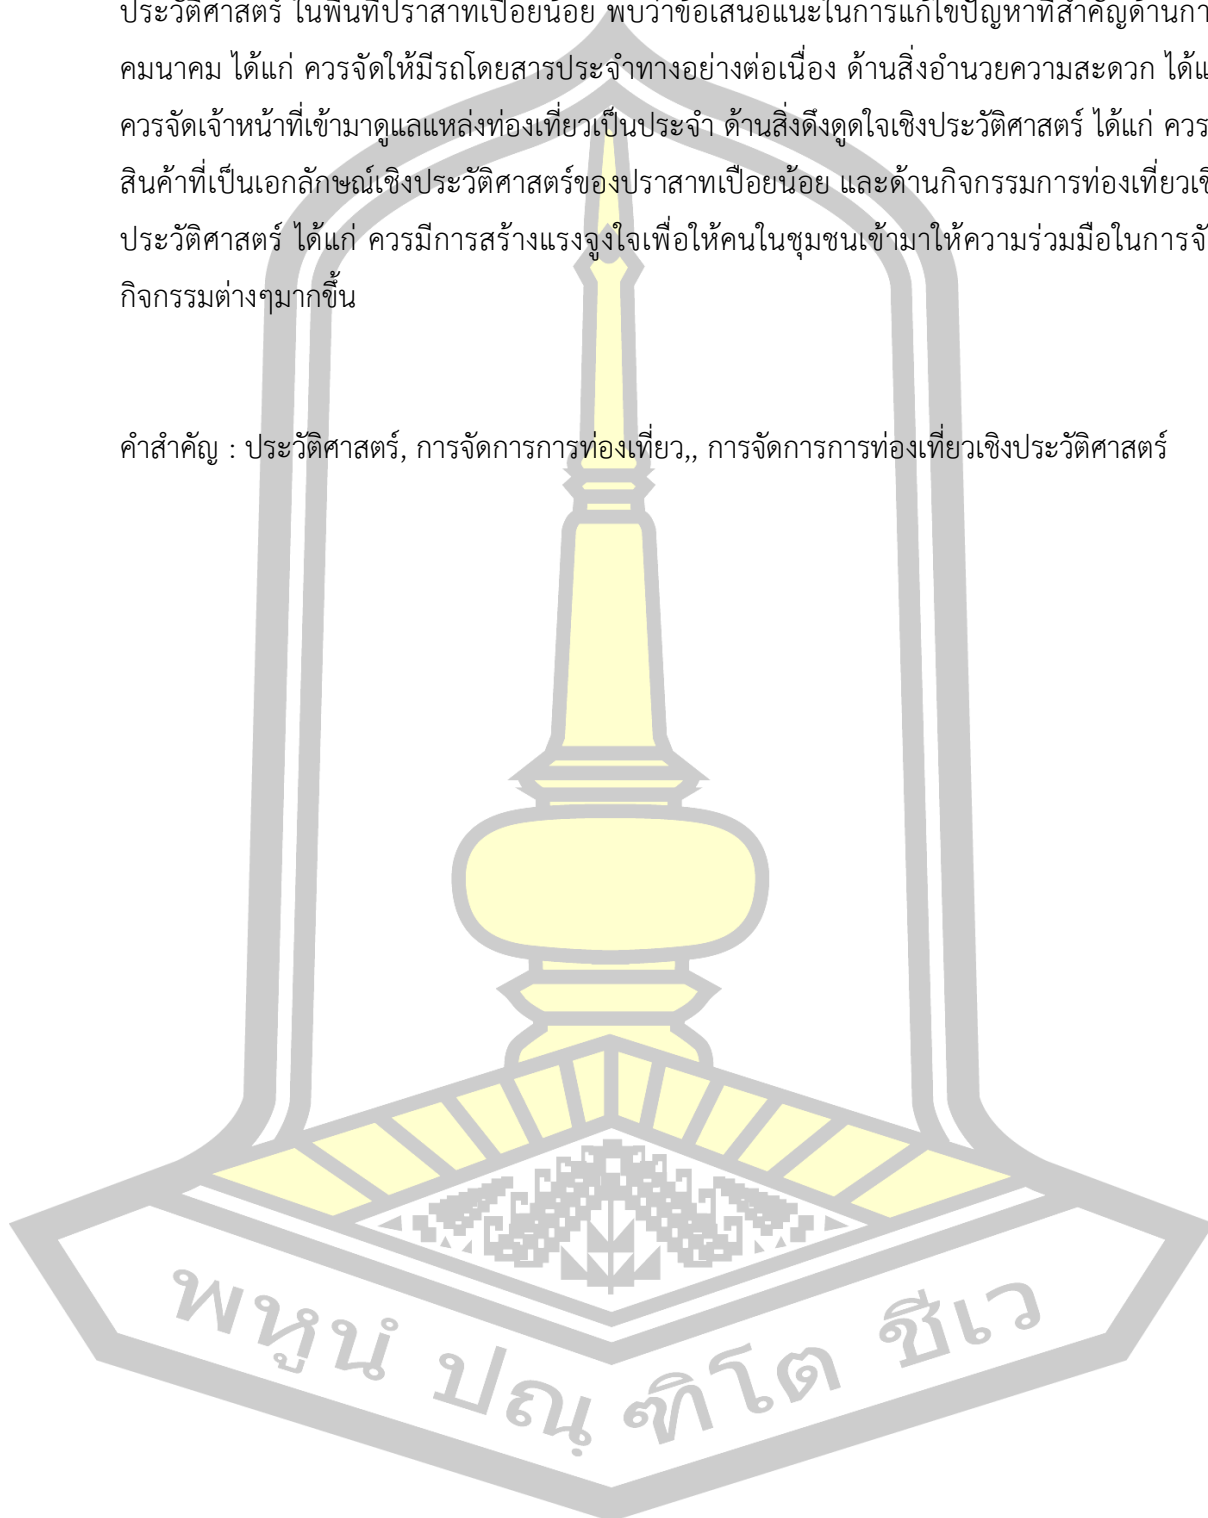 ประวัติศาสตร์ ในพื้นที่ปราสาทเปือยน้อย พบว่าข้อเสนอแนะในการแก้ไขปัญหาที่สำคัญด้านกา
คมนาคม ได้แก่ ควรจัดให้มีรถโดยสารประจำทางอย่างต่อเนื่อง ด้านสิ่งอำนวยความสะดวก ได้แ
ควรจัดเจ้าหน้าที่เข้ามาดูแลแหล่งท่องเที่ยวเป็นประจำ ด้านสิ่งดึงดูดใจเชิงประวัติศาสตร์ ได้แก่ ควร
สินค้าที่เป็นเอกลักษณ์เชิงประวัติศาสตร์ของปราสาทเปือยน้อย และด้านกิจกรรมการท่องเที่ยวเชิ
ประวัติศาสตร์ ได้แก่ ควรมีการสร้างแรงจูงใจเพื่อให้คนในชุมชนเข้ามาให้ความร่วมมือในการจั
กิจกรรมต่างๆมากขึ้น
คำสำคัญ : ประวัติศาสตร์, การจัดการการท่องเที่ยว,, การจัดการการท่องเที่ยวเชิงประวัติศาสตร์
พหูนํ ปณฺฑิโต ชีเว